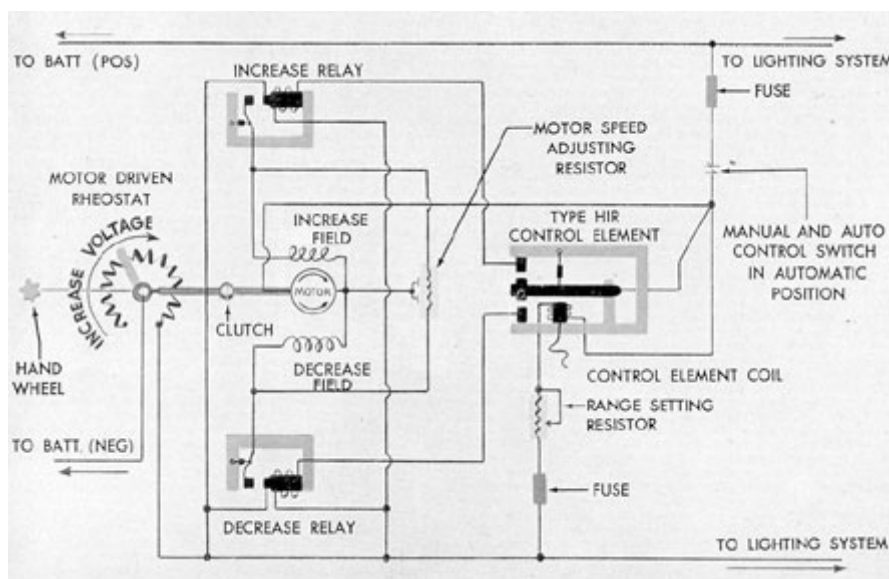 TO BATT (POS)
INCREASE RELAY
TO LIGHTING SYSTEM
FUSE
MOTOR SPEED
ADJUSTING
RESISTOR
MOTOR DRIVEN
RHEOSTAT
INCREASE VOLTAGE
INCREASE
FIELD
TYPE HIR
CONTROL ELEMENT
MANUAL AND AUTO
CONTROL SWITCH
IN AUTOMATIC
POSITION
MOTOR
CLUTCH
HAND
WHEEL
DECREASE
FIELD
CONTROL ELEMENT COIL
RANGE SETTING
RESISTOR
TO BATT. (NEG)
FUSE
DECREASE RELAY
TO LIGHTING SYSTEM